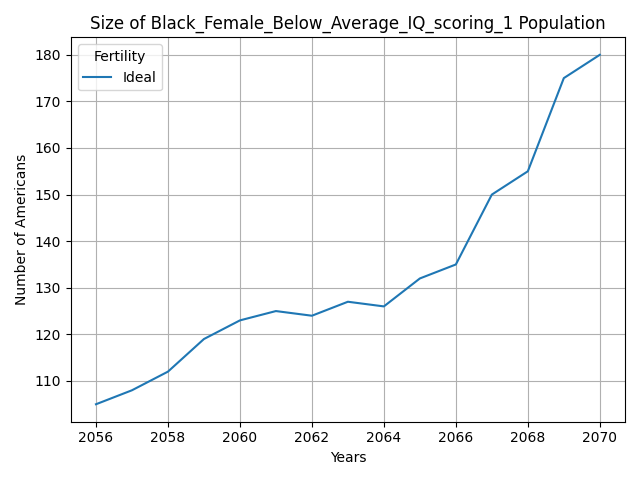 Size of Black_Female_Below_Average_IQ_scoring_1 Population
Fertility
Ideal
Number of Americans
180
170
160
150
140
130
120
110
2056 2058 2060 2062 2064 2066 2068 2070
Years